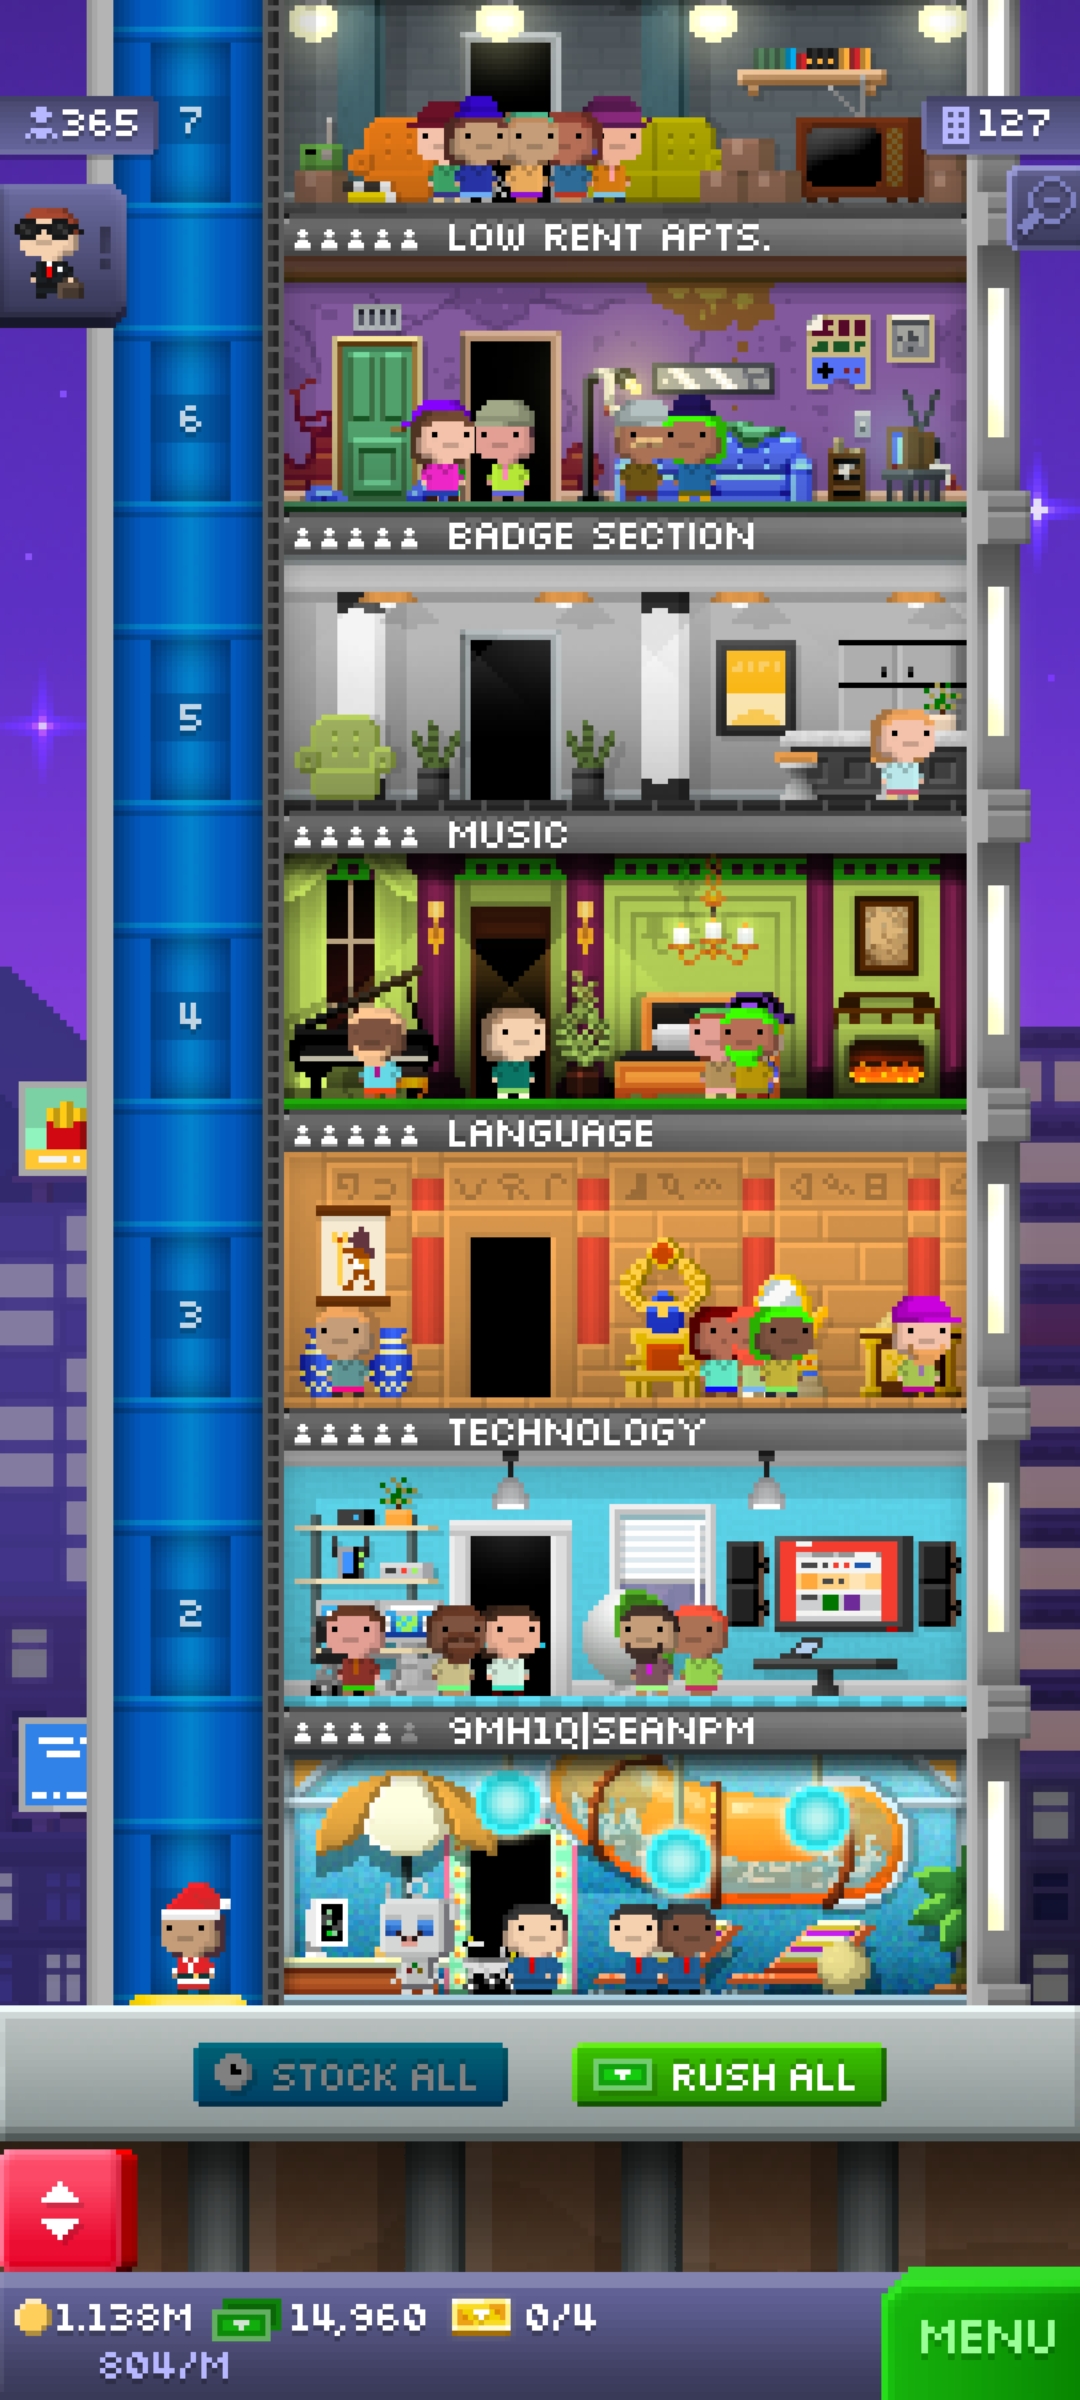 365
7
127
LOW RENT APTS.
6
BADGE SECTION
5
MUSIC
4
LANGUAGE
3
TECHNOLOGY
2
9MH1Q|SEANPM
STOCK ALL
RUSH ALL
1.138M
14,960
0/4
804/M
MENU